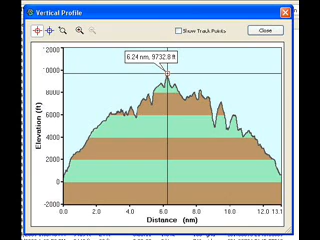 Vertical Profile
Show Track Points
Close
6.24 nm, 9732.8 ft
12000
10000
8000
6000
4000
2000
0
-2000
Elevation (ft)
0.0
2.0
4.0
6.0
8.0
10.0
12.0
13.1
Distance (nm)